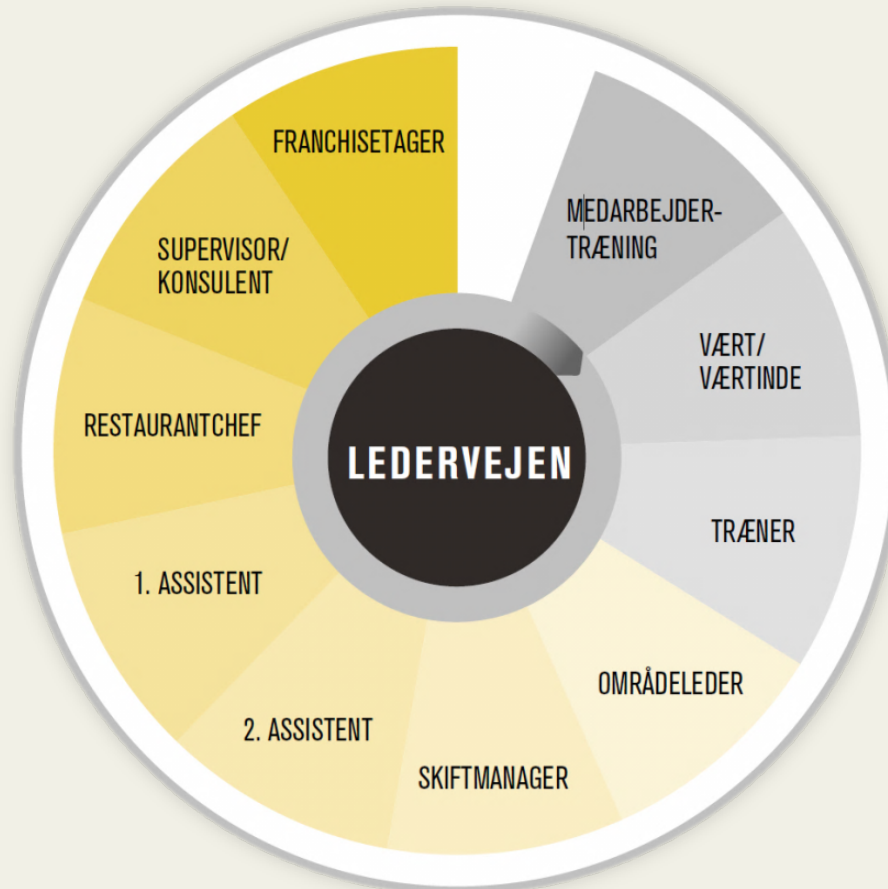 FRANCHISETAGER
MEDARBEJDER-
TRÆNING
SUPERVISOR/
KONSULENT
VÆRT/
VÆRTINDE
RESTAURANTCHEF
LEDERVEJEN
TRÆNER
1. ASSISTENT
OMRÅDELEDER
2. ASSISTENT
SKIFTMANAGER